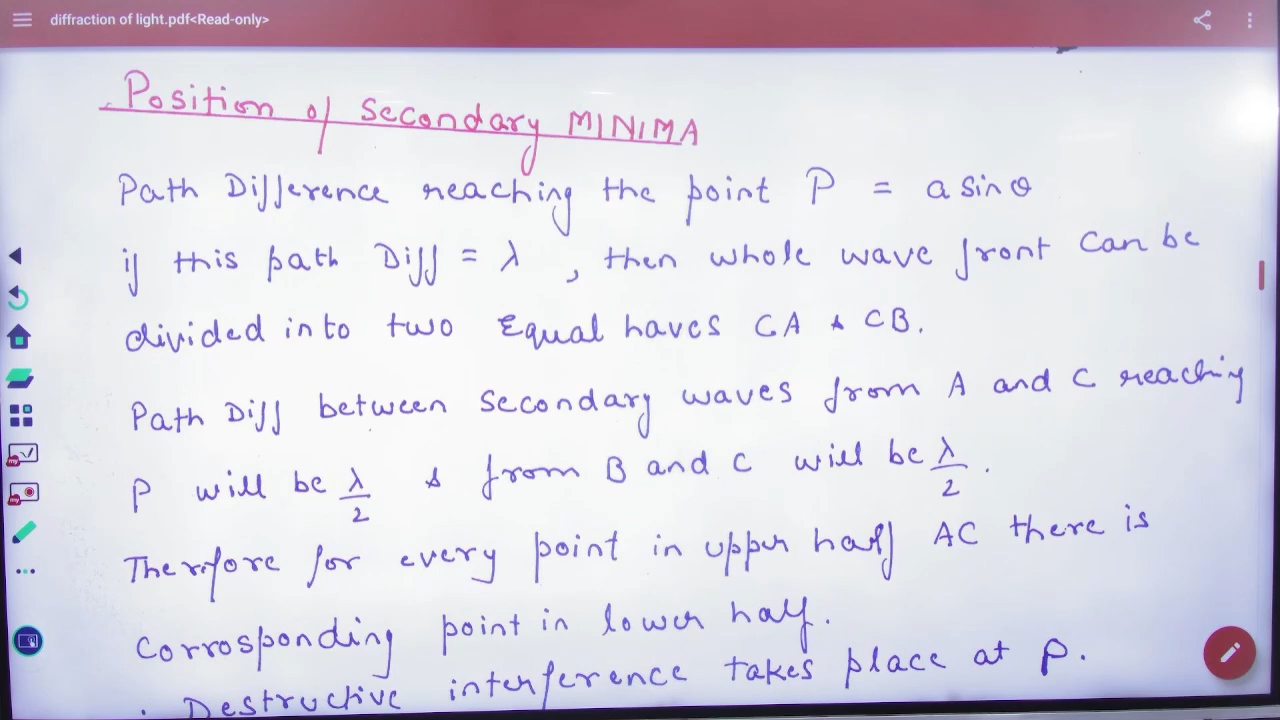 diffraction of light.pdf<Read-only>
Position of Secondary MINIMA
Path Difference reaching the point P = a sin θ
if this path Diff = λ , then whole wave front can be
divided in to two Equal haves CA & CB.
Path Diff between secondary waves from A and C reaching
P will be λ/2 & from B and C will be λ/2 .
Therefore for every point in upper half AC there is
Corrosponding point in lower half.
. Destructive interference takes place at P.